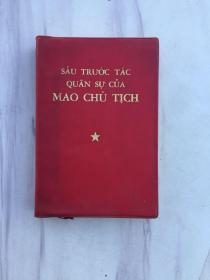 SÁU TRƯỚC TÁC
QUÂN SỰ CỦA
MAO CHỦ TỊCH